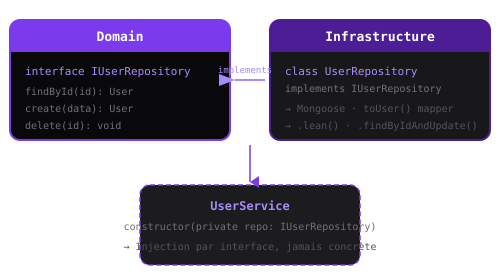 Domain
interface IUserRepository
findById(id): User
create(data): User
delete(id): void
implements
Infrastructure
class UserRepository
implements IUserRepository
→ Mongoose · toUser() mapper
→ .lean() · .findByIdAndUpdate()
UserService
constructor(private repo: IUserRepository)
→ Injection par interface, jamais concrète